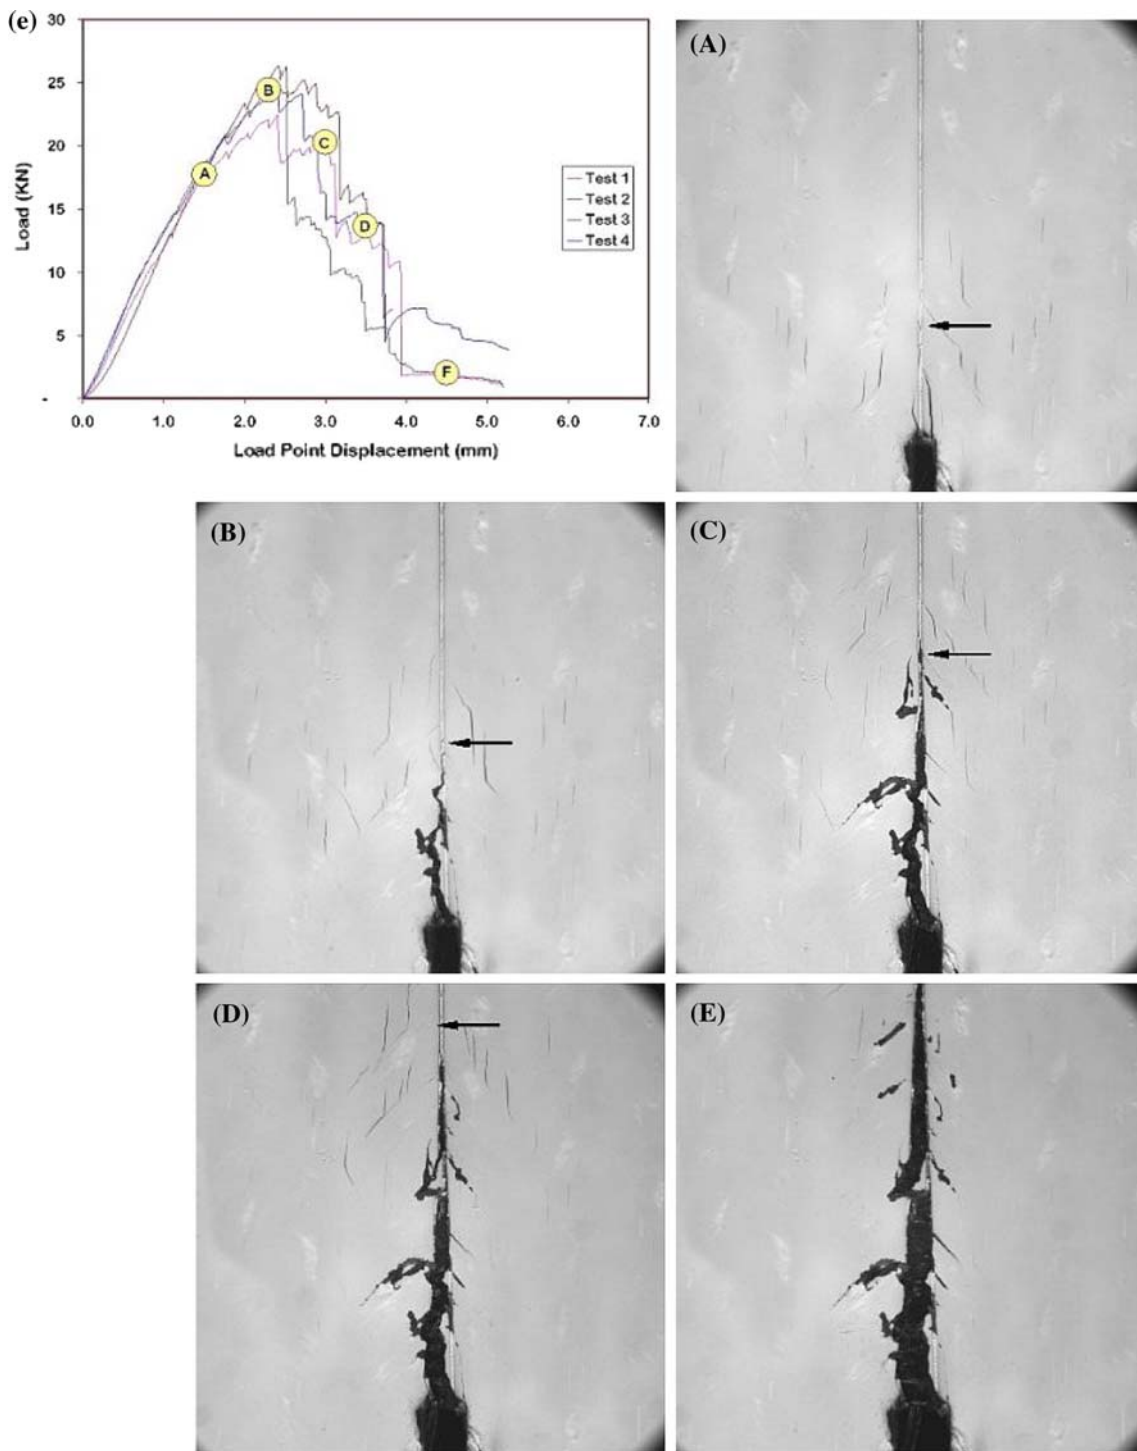 (e)
30
25
20
15
10
5
-
Load (KN)
0.0 1.0 2.0 3.0 4.0 5.0 6.0 7.0
Load Point Displacement (mm)
A
B
C
D
F
Test 1
Test 2
Test 3
Test 4
(A)
(B)
(C)
(D)
(E)